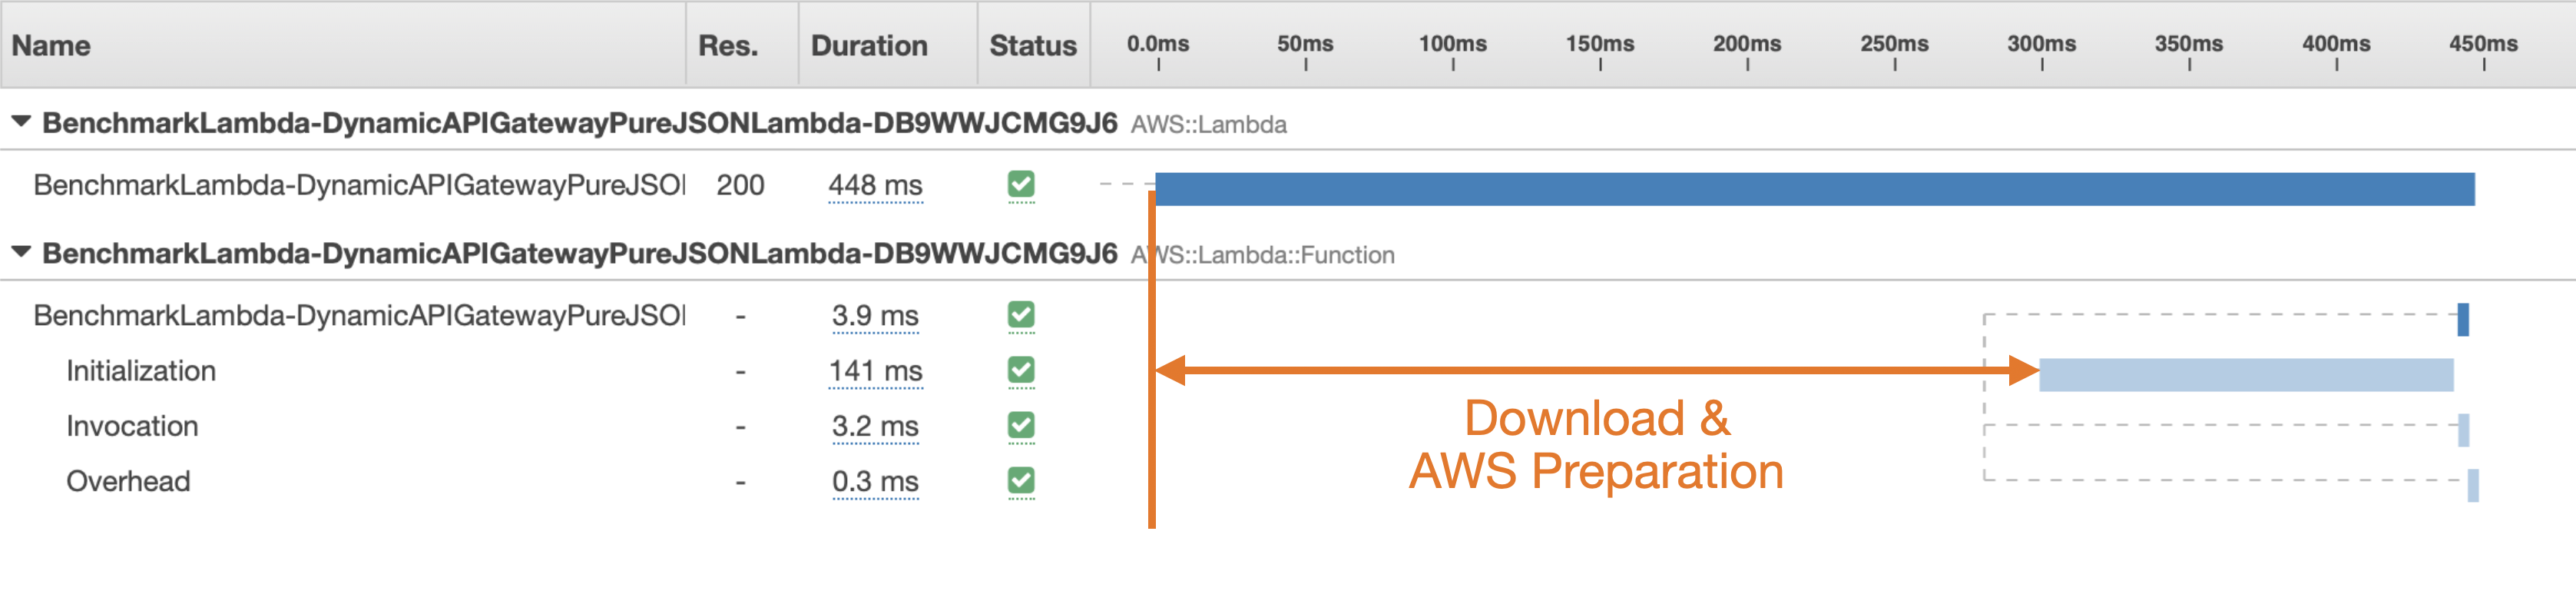 Name Res. Duration Status 0.0ms 50ms 100ms 150ms 200ms 250ms 300ms 350ms 400ms 450ms
BenchmarkLambda-DynamicAPIGatewayPureJSONLambda-DB9WWJCMG9J6 AWS::Lambda
BenchmarkLambda-DynamicAPIGatewayPureJSO 200 448 ms
BenchmarkLambda-DynamicAPIGatewayPureJSONLambda-DB9WWJCMG9J6 AWS::Lambda::Function
BenchmarkLambda-DynamicAPIGatewayPureJSO - 3.9 ms
Initialization - 141 ms
Invocation - 3.2 ms
Overhead - 0.3 ms
Download &
AWS Preparation